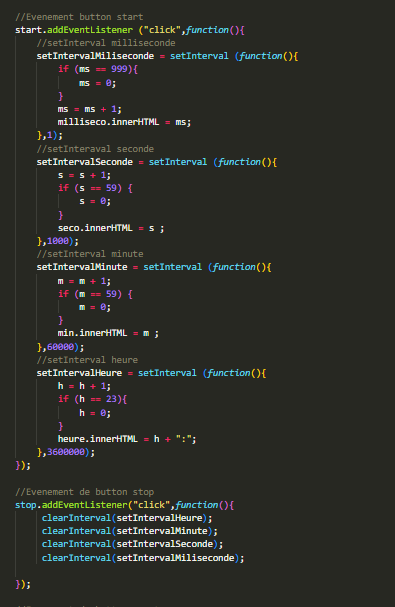 //Evenement button start
start.addEventListener ("click",function(){
//setInterval milliseconde
setIntervalMiliseconde = setInterval (function(){
if (ms == 999){
ms = 0;
}
ms = ms + 1;
milliseco.innerHTML = ms;
},1);
//setInteraval seconde
setIntervalSeconde = setInterval (function(){
s = s + 1;
if (s == 59) {
s = 0;
}
seco.innerHTML = s ;
},1000);
//setInterval minute
setIntervalMinute = setInterval (function(){
m = m + 1;
if (m == 59) {
m = 0;
}
min.innerHTML = m ;
},60000);
//setInterval heure
setIntervalHeure = setInterval (function(){
h = h + 1;
if (h == 23){
h = 0;
}
heure.innerHTML = h + ":";
},3600000);
});
//Evenement de button stop
stop.addEventListener("click",function(){
clearInterval(setIntervalHeure);
clearInterval(setIntervalMinute);
clearInterval(setIntervalSeconde);
clearInterval(setIntervalMiliseconde);
});